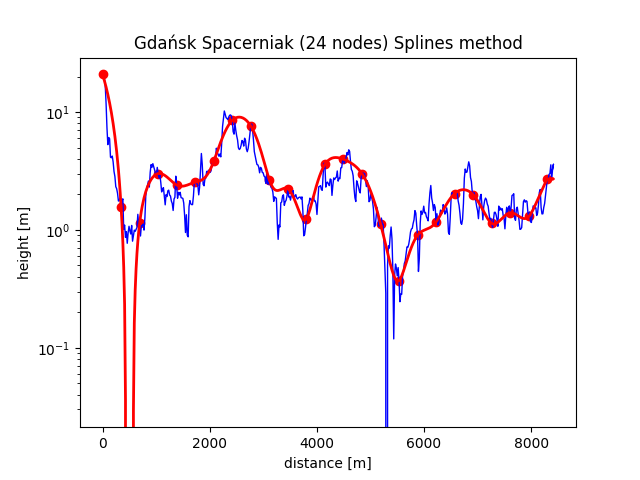 Gdańsk Spacerniak (24 nodes) Splines method
height [m]
10¹
10⁰
10⁻¹
0 2000 4000 6000 8000
distance [m]